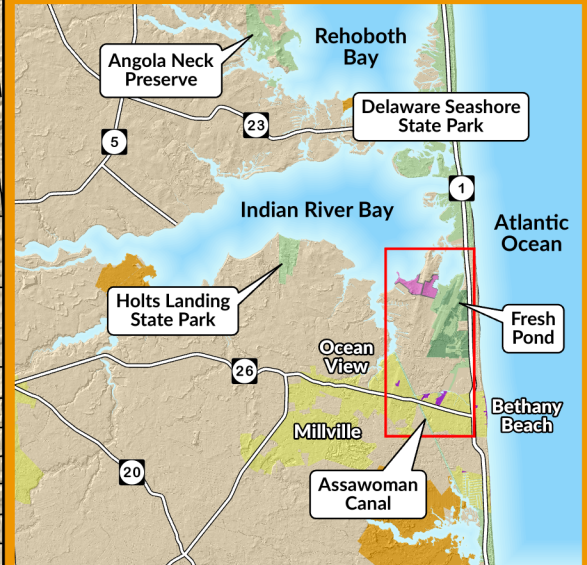 Rehoboth
Bay
Angola Neck
Preserve
Delaware Seashore
State Park
23
5
1
Indian River Bay
Atlantic
Ocean
Holts Landing
State Park
Fresh
Pond
Ocean
View
26
Bethany
Beach
Millville
20
Assawoman
Canal